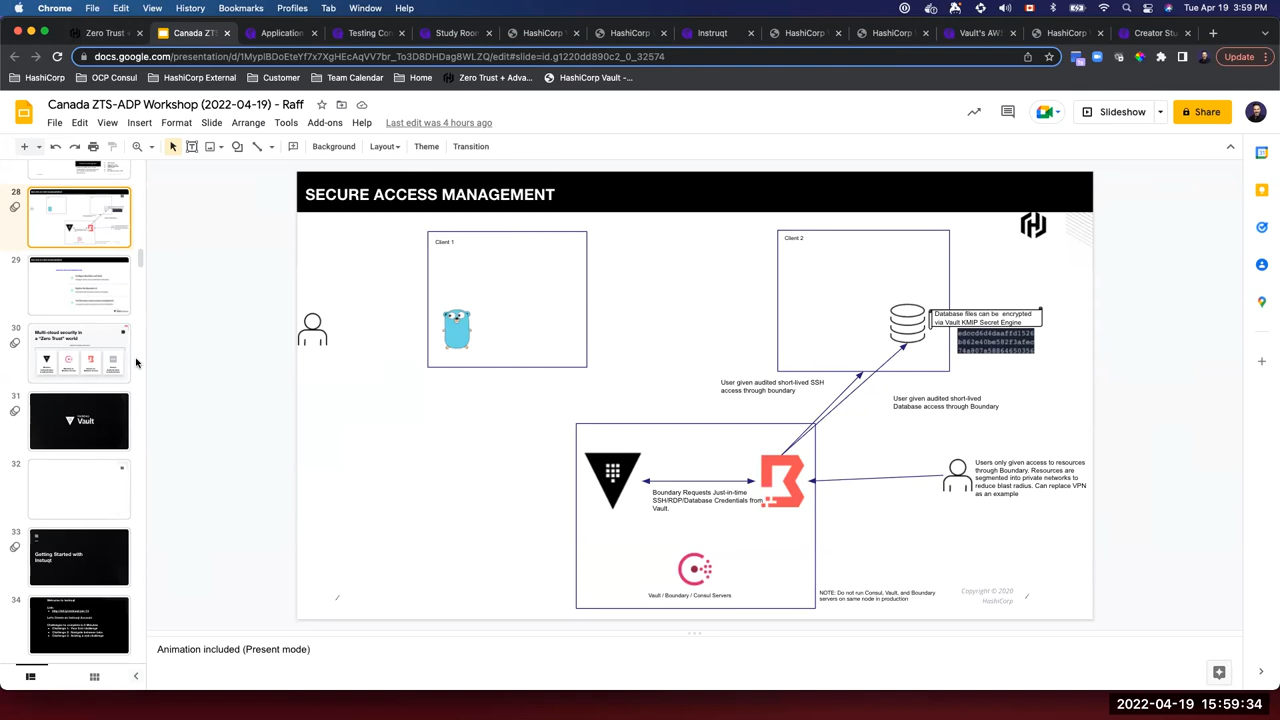 Chrome File Edit View History Bookmarks Profiles Tab Window Help
Zero Trust +
Canada ZTS
Application
Testing Con
Study Room
HashiCorp
HashiCorp
Instruqt
HashiCorp
HashiCorp
Vault's AW
HashiCorp
Creator Stu
docs.google.com/presentation/d/1MypIBDoEteYf7x7XgHEcAqVV7br_To3D8DHDag8WLZQ/edit#slide=id.g1220dd890c2_0_32574
Update
HashiCorp OCP Consul HashiCorp External Customer Team Calendar Home Zero Trust + Adva... HashiCorp Vault -...
Canada ZTS-ADP Workshop (2022-04-19) - Raff
File Edit View Insert Format Slide Arrange Tools Add-ons Help Last edit was 4 hours ago
Slideshow
Share
Background Layout Theme Transition
28
29
30
Multi-cloud security in
a "Zero Trust" world
31
Vault
32
33
Getting Started with
Instruqt
34
SECURE ACCESS MANAGEMENT
Client 1
Client 2
Database files can be encrypted
via Vault KMIP Secret Engine
edccd6d4daaffd1526
b862e40be582f3afec
74a807a58864650356
User given audited short-lived SSH
access through boundary
User given audited short-lived
Database access through Boundary
Users only given access to resources
through Boundary. Resources are
segmented into private networks to
reduce blast radius. Can replace VPN
as an example
Boundary Requests Just-in-time
SSH/RDP/Database Credentials from
Vault.
Vault / Boundary / Consul Servers
NOTE: Do not run Consul, Vault, and Boundary
servers on same node in production
Copyright © 2020
HashiCorp
/
/
Animation included (Present mode)
2022-04-19 15:59:34